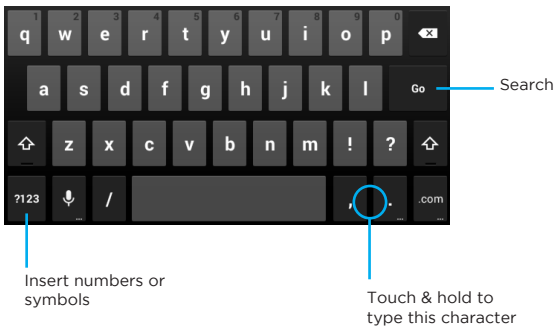 1 2 3 4 5 6 7 8 9 0
q w e r t y u i o p
a s d f g h j k l Go
Search
z x c v b n m ! ?
?123 / , . .com
... ... ...
Insert numbers or
symbols
Touch & hold to
type this character